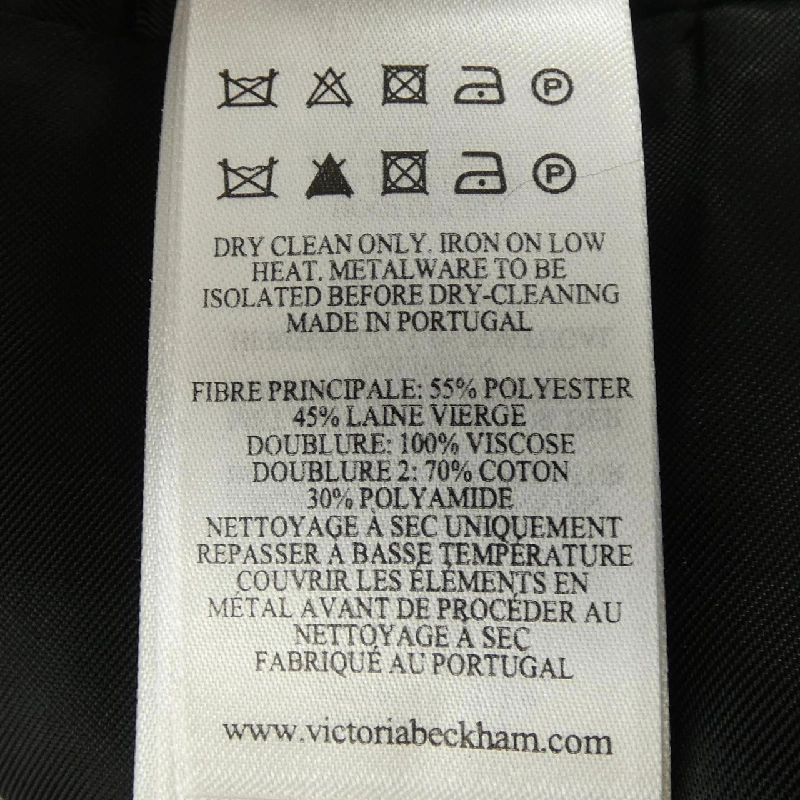 P
P
DRY CLEAN ONLY. IRON ON LOW
HEAT. METALWARE TO BE
ISOLATED BEFORE DRY-CLEANING
MADE IN PORTUGAL
FIBRE PRINCIPALE: 55% POLYESTER
45% LAINE VIERGE
DOUBLURE: 100% VISCOSE
DOUBLURE 2: 70% COTON
30% POLYAMIDE
NETTOYAGE À SEC UNIQUEMENT
REPASSER À BASSE TEMPÉRATURE
COUVRIR LES ÉLÉMENTS EN
MÉTAL AVANT DE PROCÉDER AU
NETTOYAGE À SEC
FABRIQUÉ AU PORTUGAL
www.victoriabeckham.com